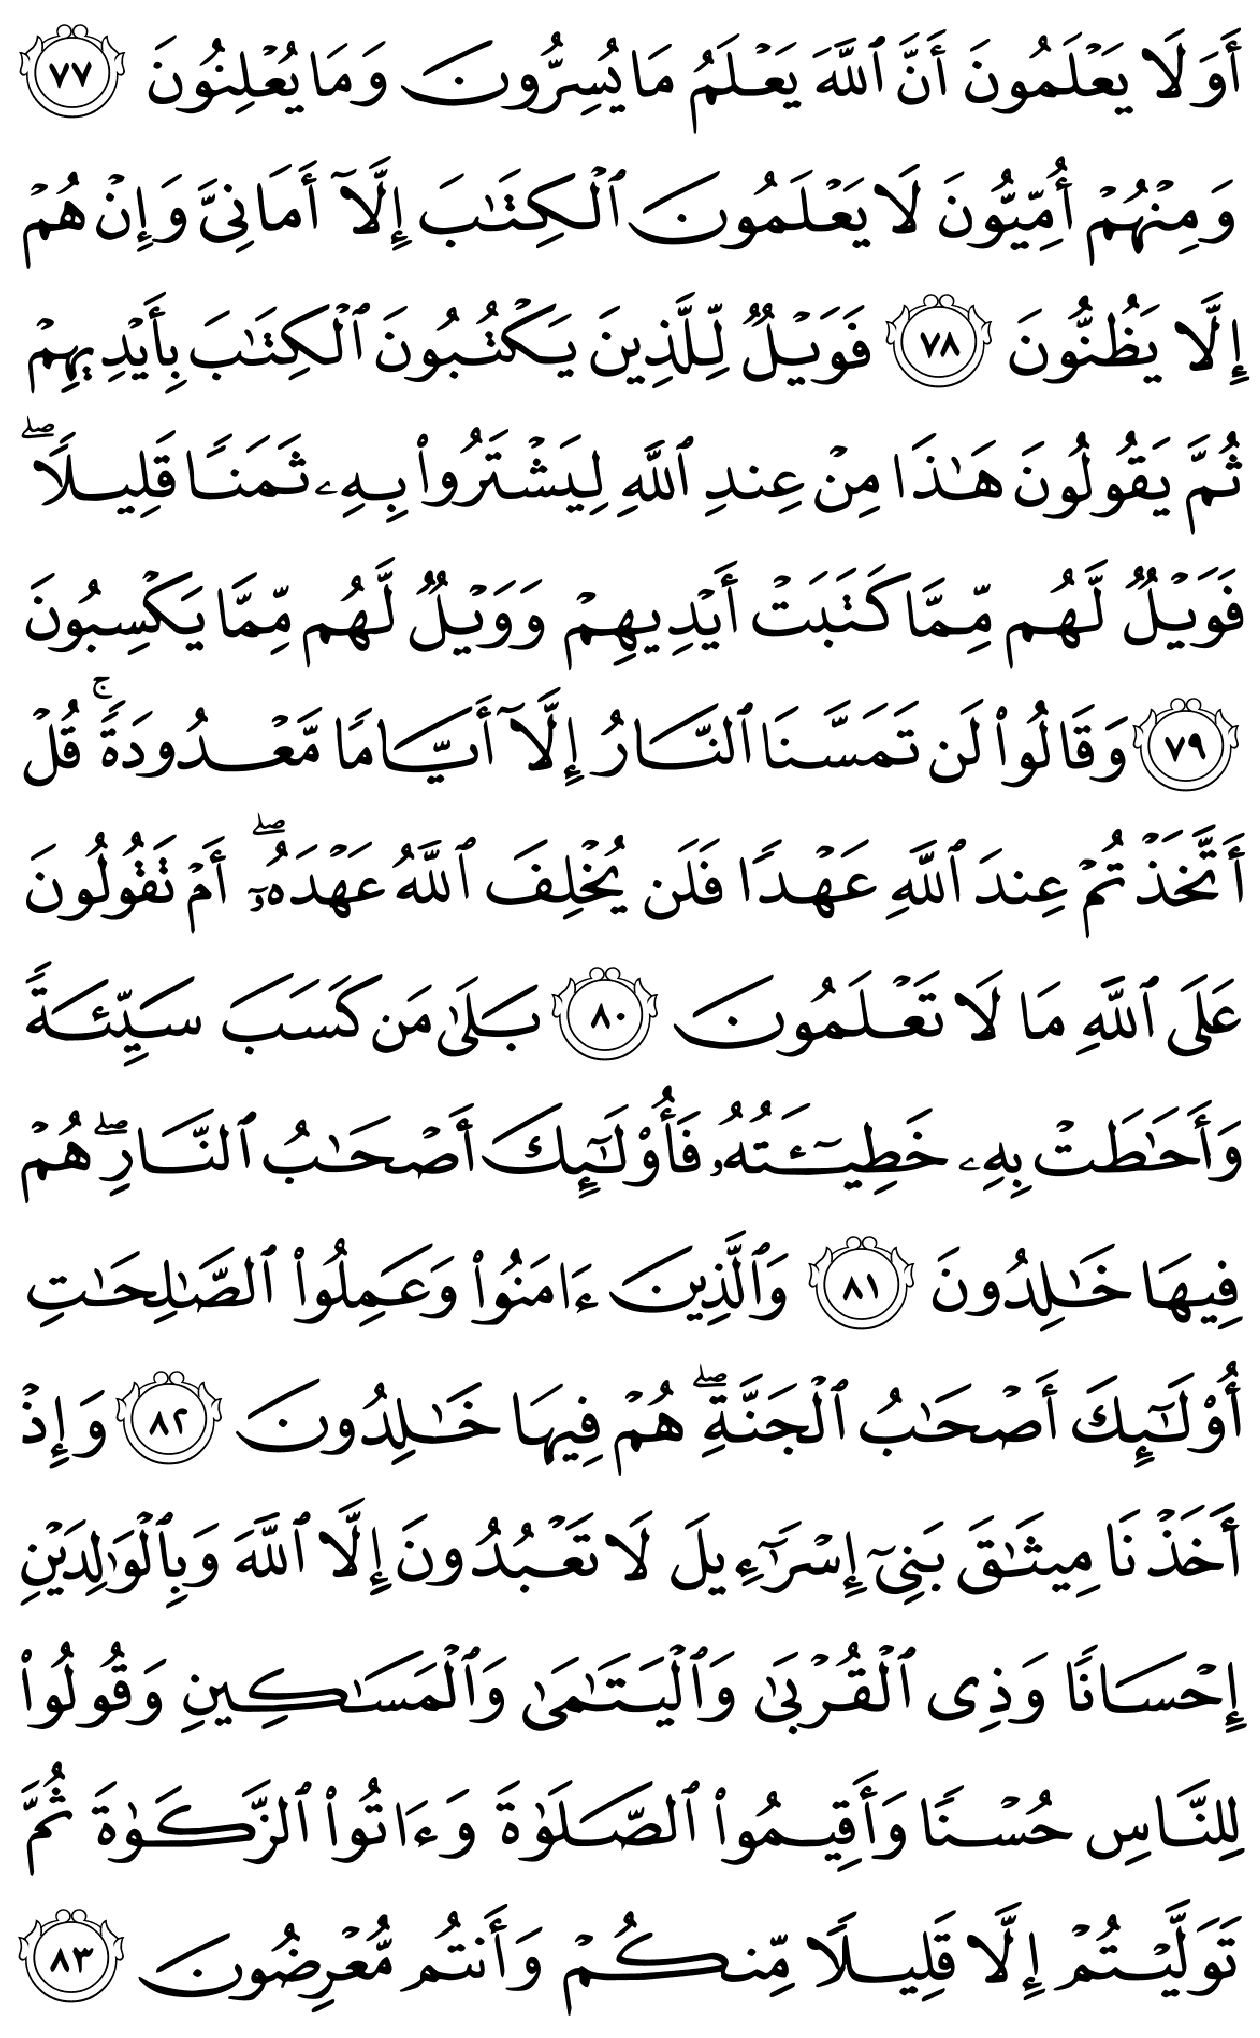 أَوَلَا يَعْلَمُونَ أَنَّ ٱللَّهَ يَعْلَمُ مَا يُسِرُّونَ وَمَا يُعْلِنُونَ ٧٧
وَمِنْهُمْ أُمِّيُّونَ لَا يَعْلَمُونَ ٱلْكِتَٰبَ إِلَّآ أَمَانِىَّ وَإِنْ هُمْ
إِلَّا يَظُنُّونَ ٧٨ فَوَيْلٌ لِّلَّذِينَ يَكْتُبُونَ ٱلْكِتَٰبَ بِأَيْدِيهِمْ
ثُمَّ يَقُولُونَ هَٰذَا مِنْ عِندِ ٱللَّهِ لِيَشْتَرُوا۟ بِهِۦ ثَمَنًا قَلِيلًا ۖ
فَوَيْلٌ لَّهُم مِّمَّا كَتَبَتْ أَيْدِيهِمْ وَوَيْلٌ لَّهُم مِّمَّا يَكْسِبُونَ
٧٩ وَقَالُوا۟ لَن تَمَسَّنَا ٱلنَّارُ إِلَّآ أَيَّامًا مَّعْدُودَةً ۚ قُلْ
أَتَّخَذْتُمْ عِندَ ٱللَّهِ عَهْدًا فَلَن يُخْلِفَ ٱللَّهُ عَهْدَهُۥٓ ۖ أَمْ تَقُولُونَ
عَلَى ٱللَّهِ مَا لَا تَعْلَمُونَ ٨٠ بَلَىٰ مَن كَسَبَ سَيِّئَةً
وَأَحَٰطَتْ بِهِۦ خَطِيٓـَٔتُهُۥ فَأُو۟لَٰٓئِكَ أَصْحَٰبُ ٱلنَّارِ ۖ هُمْ
فِيهَا خَٰلِدُونَ ٨١ وَٱلَّذِينَ ءَامَنُوا۟ وَعَمِلُوا۟ ٱلصَّٰلِحَٰتِ
أُو۟لَٰٓئِكَ أَصْحَٰبُ ٱلْجَنَّةِ ۖ هُمْ فِيهَا خَٰلِدُونَ ٨٢ وَإِذْ
أَخَذْنَا مِيثَٰقَ بَنِىٓ إِسْرَٰٓءِيلَ لَا تَعْبُدُونَ إِلَّا ٱللَّهَ وَبِٱلْوَٰلِدَيْنِ
إِحْسَانًا وَذِى ٱلْقُرْبَىٰ وَٱلْيَتَٰمَىٰ وَٱلْمَسَٰكِينِ وَقُولُوا۟
لِلنَّاسِ حُسْنًا وَأَقِيمُوا۟ ٱلصَّلَوٰةَ وَءَاتُوا۟ ٱلزَّكَوٰةَ ثُمَّ
تَوَلَّيْتُمْ إِلَّا قَلِيلًا مِّنكُمْ وَأَنتُم مُّعْرِضُونَ ٨٣